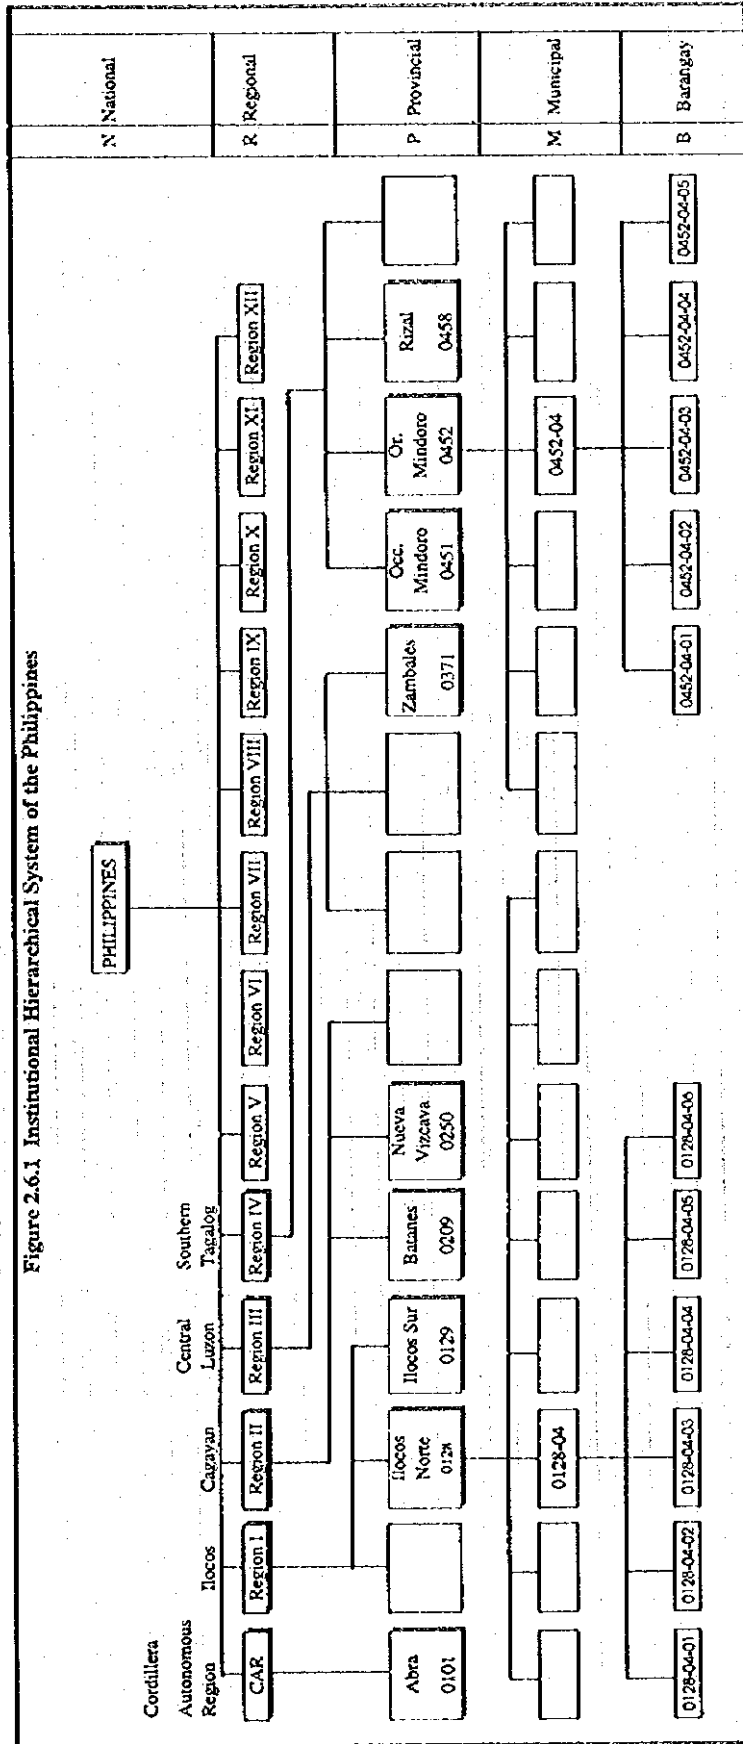 Figure 2.6.1 Institutional Hierarchical System of the Philippines
N National
PHILIPPINES
R Regional
Cordillera
Autonomous
Region
CAR
Ilocos
Region I
Cagayan
Region II
Central
Luzon
Region III
Southern
Tagalog
Region IV
Region V
Region VI
Region VII
Region VIII
Region IX
Region X
Region XI
Region XII
P Provincial
Abra
0101
Ilocos
Norte
0128
Ilocos Sur
0129
Batanes
0209
Nueva
Vizcava
0250
Zambales
0371
Occ.
Mindoro
0451
Or.
Mindoro
0452
Rizal
0458
M Municipal
0128-04
0452-04
B Barangay
0128-04-01
0128-04-02
0128-04-03
0128-04-04
0128-04-05
0128-04-06
0452-04-01
0452-04-02
0452-04-03
0452-04-04
0452-04-05